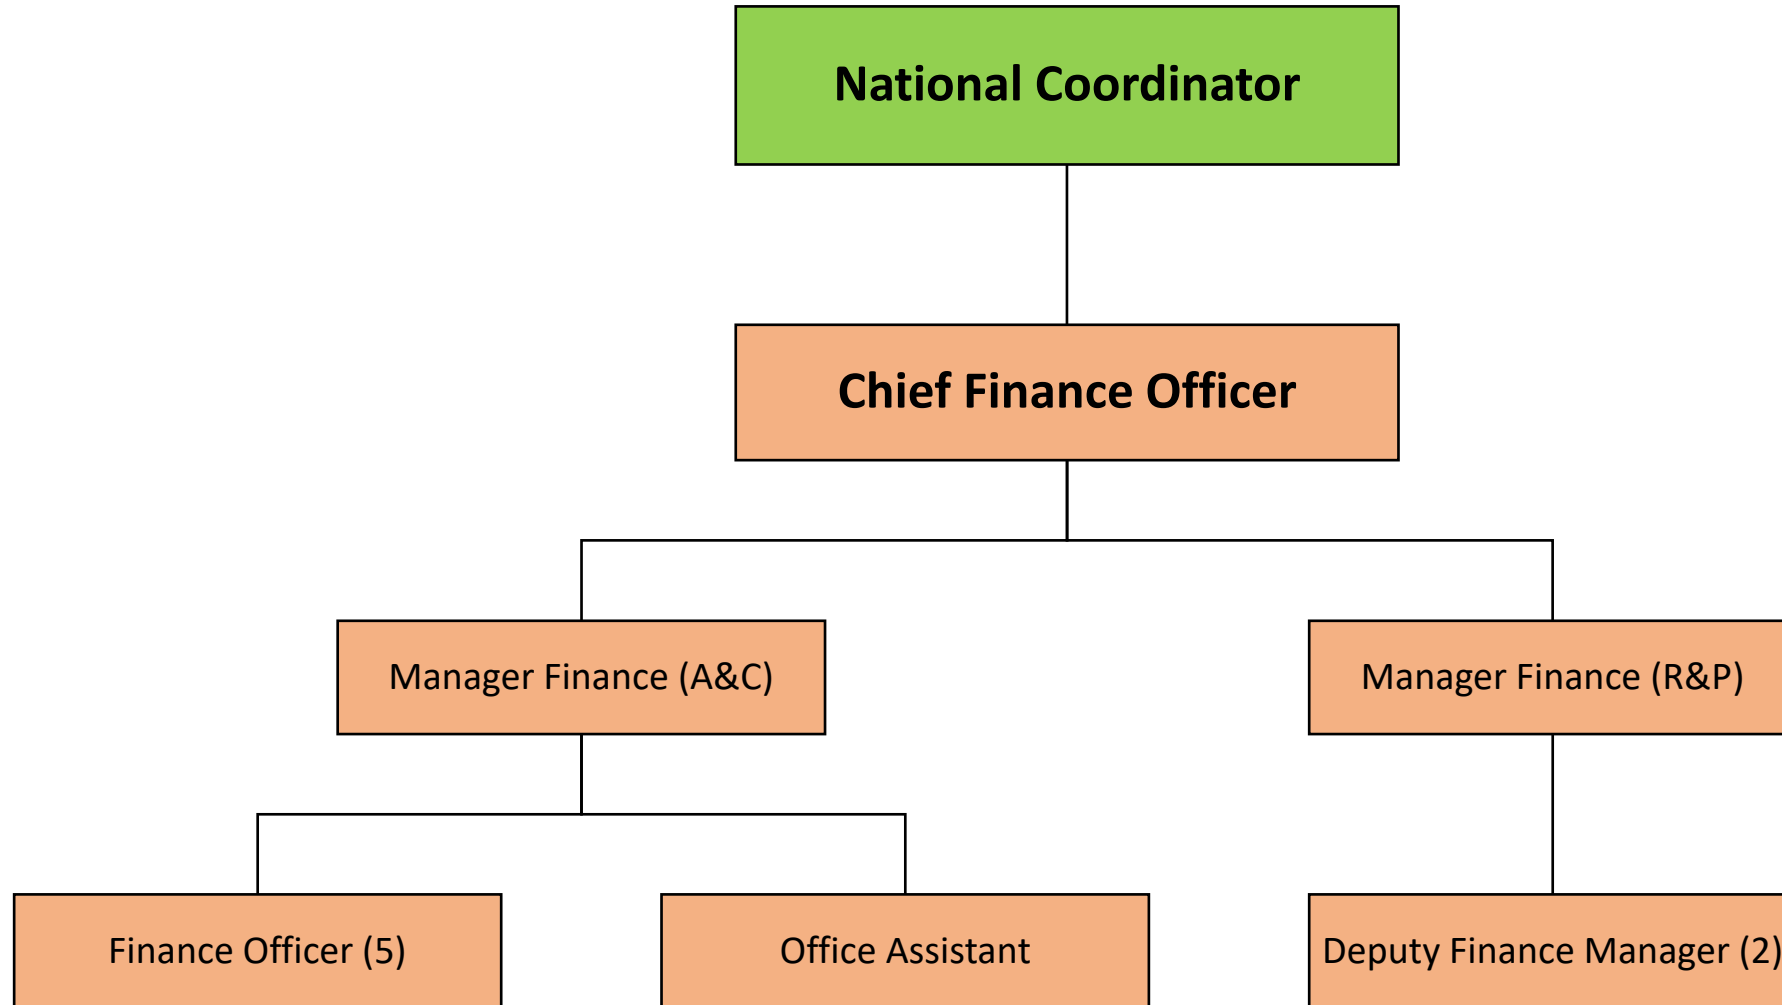 National Coordinator
Chief Finance Officer
Manager Finance (A&C)
Manager Finance (R&P)
Finance Officer (5)
Office Assistant
Deputy Finance Manager (2)